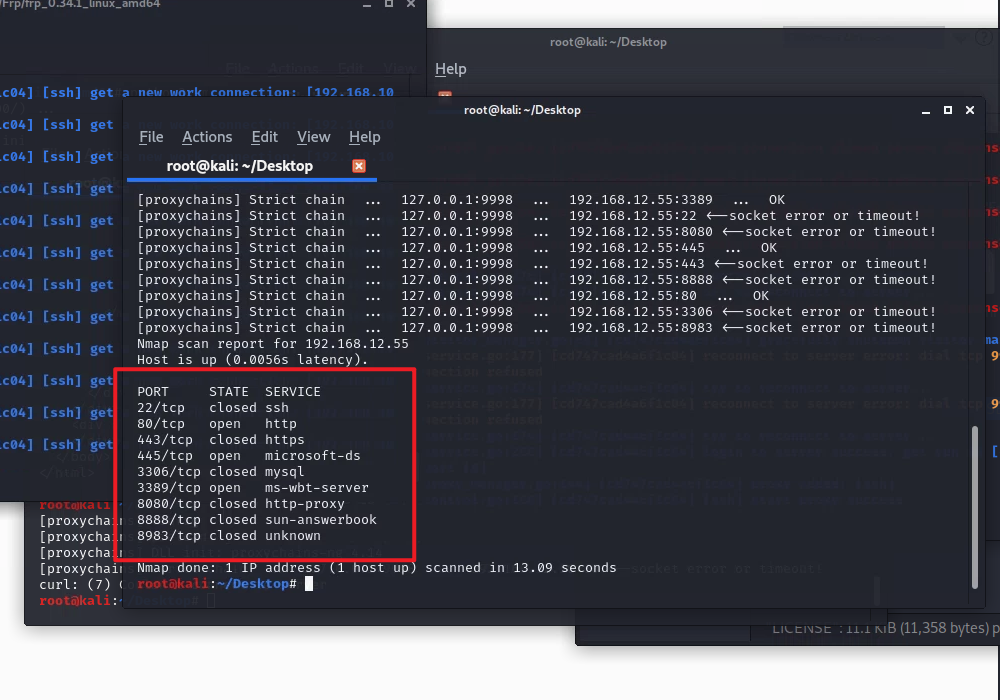 /Frp/frp_0.34.1_linux_amd64
root@kali: ~/Desktop
Help
1c04] [ssh] get a new work connection: [192.168.10
1c04] [ssh] get
1c04] [ssh] get
1c04] [ssh] get
1c04] [ssh] get
1c04] [ssh] get
1c04] [ssh] get
1c04] [ssh] get
1c04] [ssh] get
1c04] [ssh] get
1c04] [ssh] get
1c04] [ssh] get
root@kali: ~/Desktop
File Actions Edit View Help
root@kali: ~/Desktop
[proxychains] Strict chain ... 127.0.0.1:9998 ... 192.168.12.55:3389 ... OK
[proxychains] Strict chain ... 127.0.0.1:9998 ... 192.168.12.55:22 <--socket error or timeout!
[proxychains] Strict chain ... 127.0.0.1:9998 ... 192.168.12.55:8080 <--socket error or timeout!
[proxychains] Strict chain ... 127.0.0.1:9998 ... 192.168.12.55:445 ... OK
[proxychains] Strict chain ... 127.0.0.1:9998 ... 192.168.12.55:443 <--socket error or timeout!
[proxychains] Strict chain ... 127.0.0.1:9998 ... 192.168.12.55:8888 <--socket error or timeout!
[proxychains] Strict chain ... 127.0.0.1:9998 ... 192.168.12.55:80 ... OK
[proxychains] Strict chain ... 127.0.0.1:9998 ... 192.168.12.55:3306 <--socket error or timeout!
[proxychains] Strict chain ... 127.0.0.1:9998 ... 192.168.12.55:8983 <--socket error or timeout!
Nmap scan report for 192.168.12.55
Host is up (0.0056s latency).
PORT STATE SERVICE
22/tcp closed ssh
80/tcp open http
443/tcp closed https
445/tcp open microsoft-ds
3306/tcp closed mysql
3389/tcp open ms-wbt-server
8080/tcp closed http-proxy
8888/tcp closed sun-answerbook
8983/tcp closed unknown
Nmap done: 1 IP address (1 host up) scanned in 13.09 seconds
root@kali:~/Desktop#
root@kali:
[proxychain
[proxychain
[proxychains
[proxychain
curl: (7)
root@kali:
LICENSE : 11.1 KiB (11,358 bytes) p